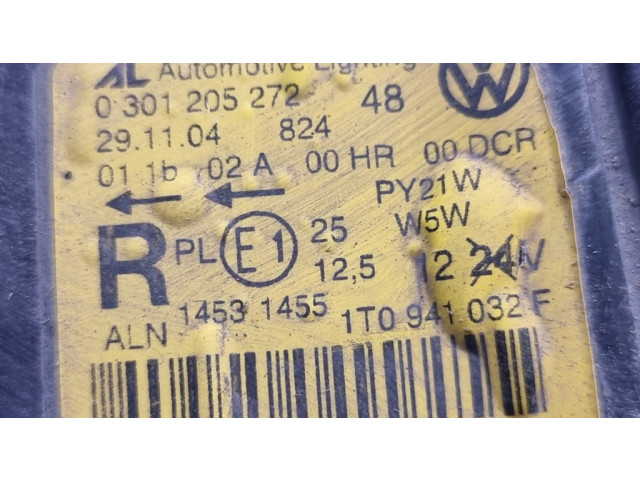 AL Automotive Lighting
0 301 205 272 48
29.11.04 824
01 1b 02 A 00 HR 00 DCR
PY21W
R PL E1 25 W5W
12,5 12 24V
ALN 1453 1455 1T0 941 032 F